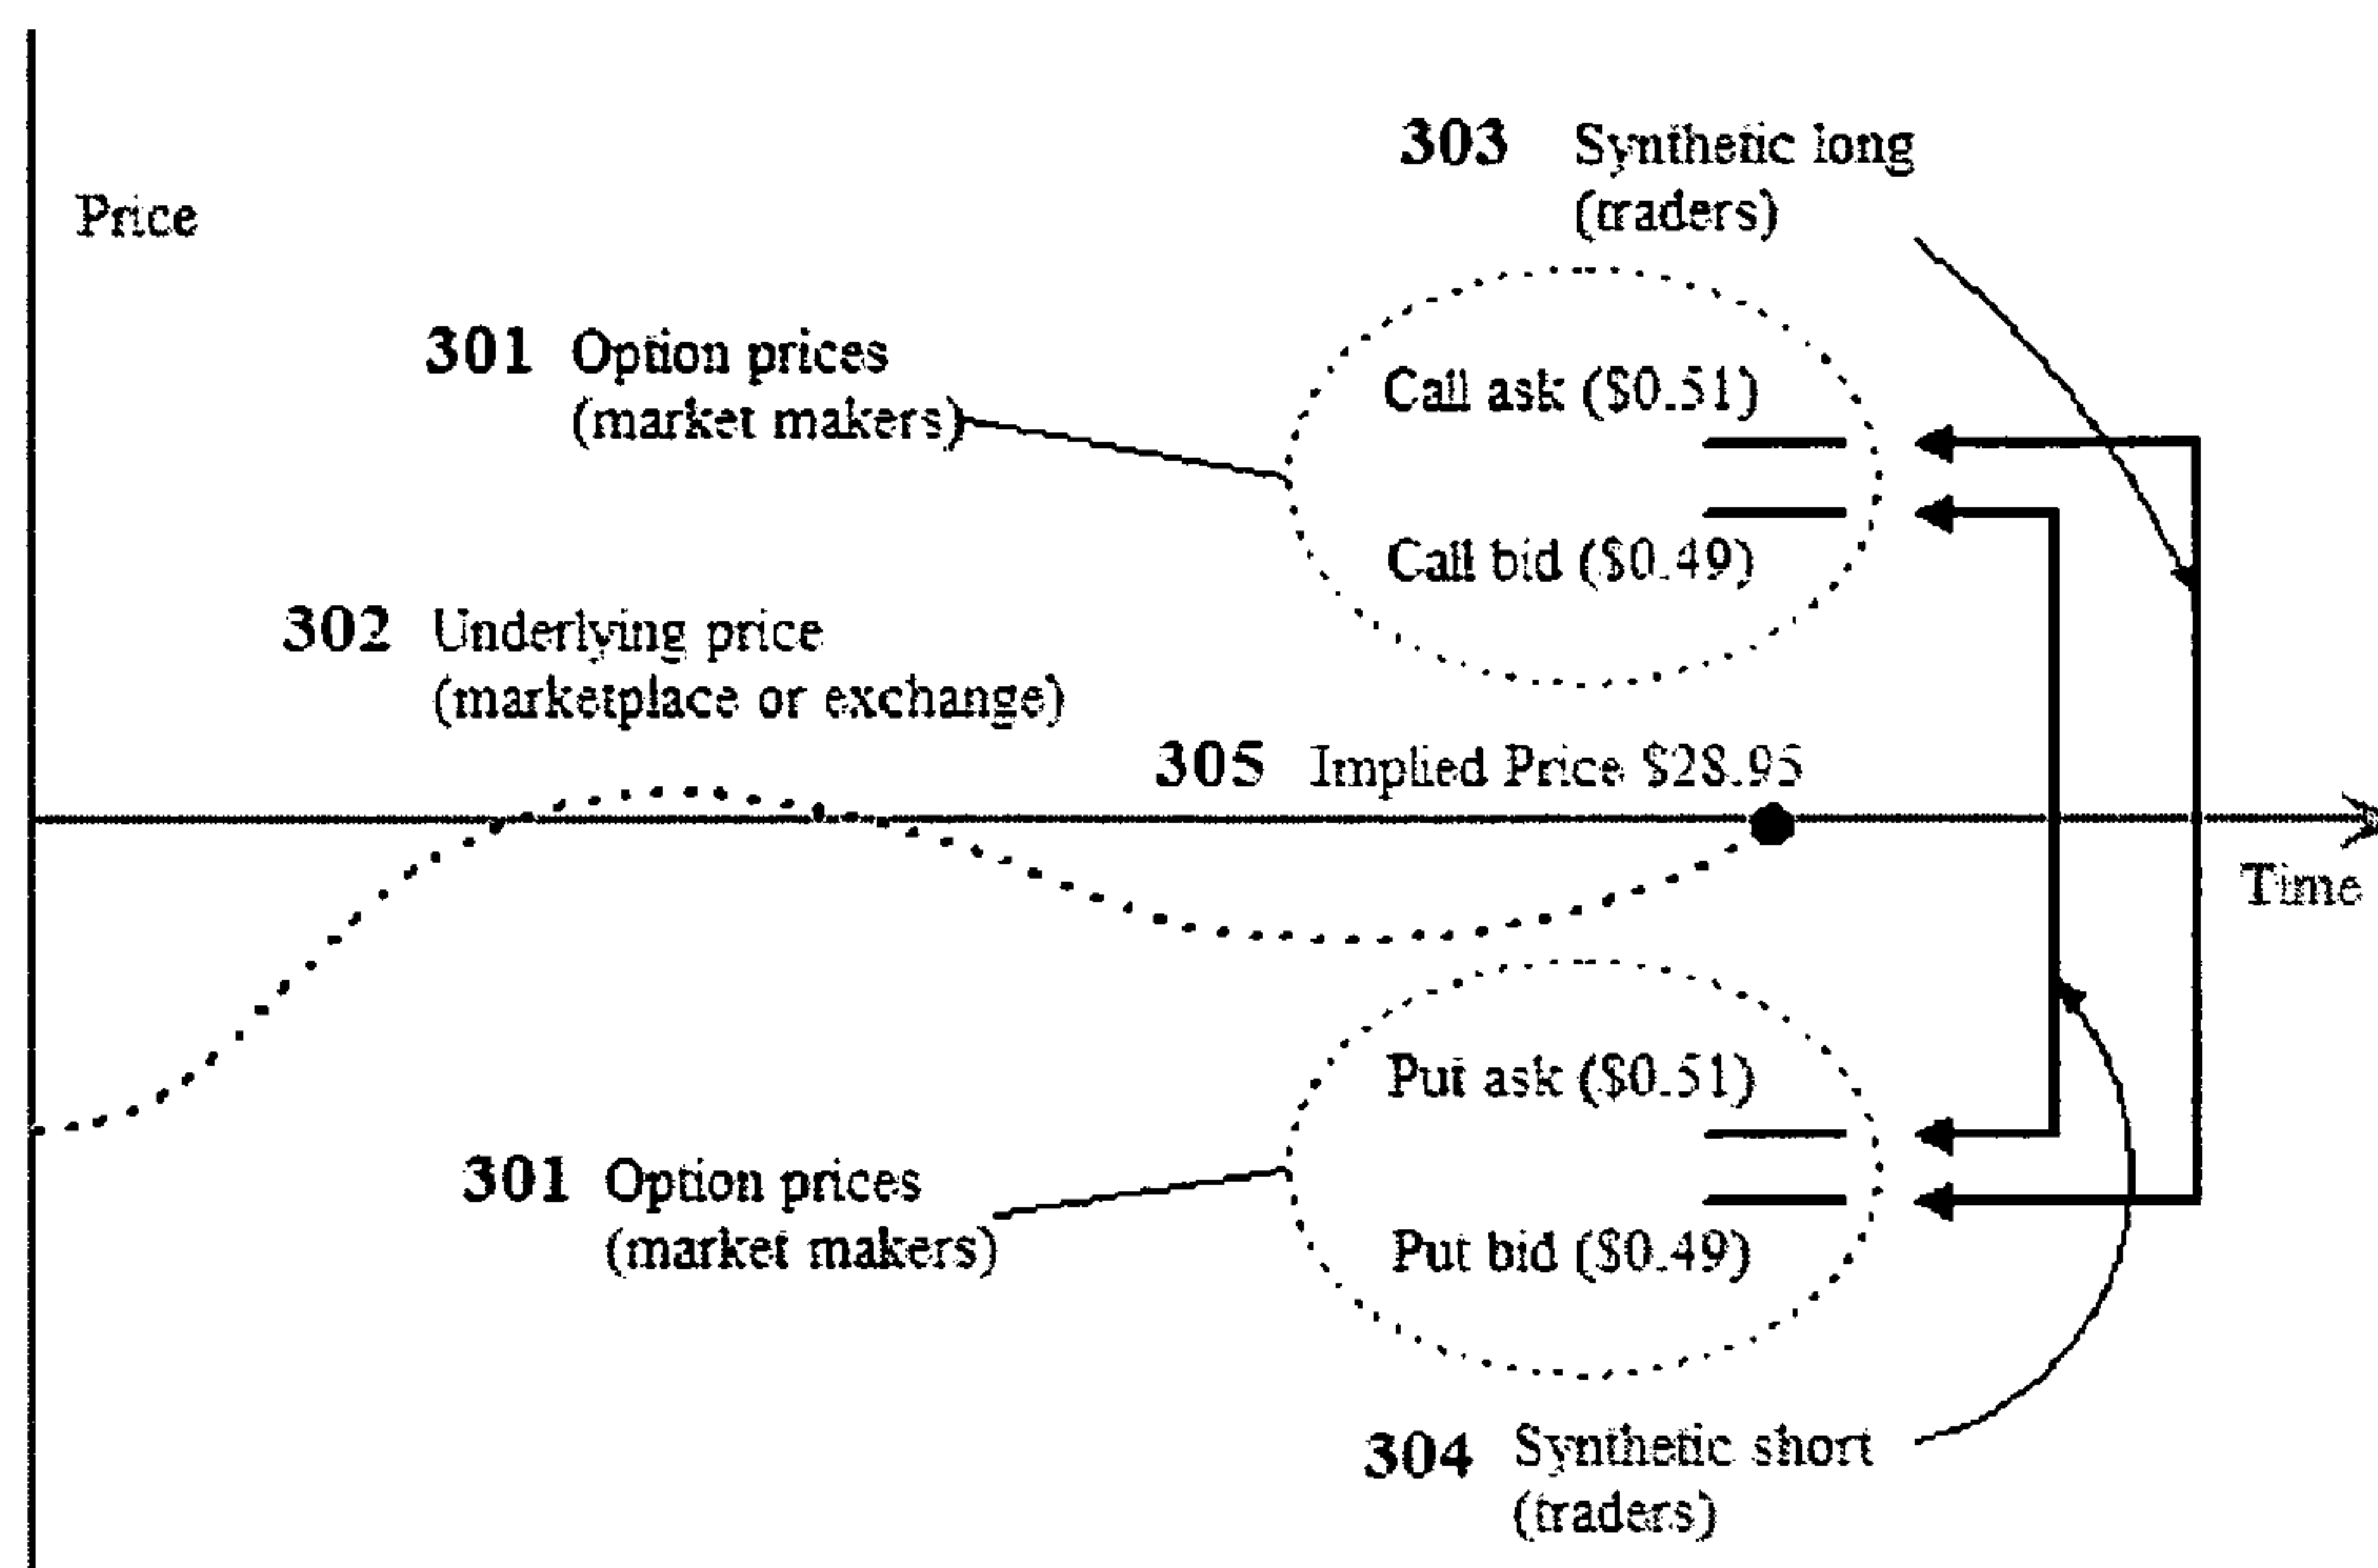 303 Synthetic long
(traders)
Price
301 Option prices
(market makers)
Call ask ($0.51)
Call bid ($0.49)
302 Underlying price
(marketplace or exchange)
305 Implied Price $28.95
Time
Put ask ($0.51)
301 Option prices
(market makers)
Put bid ($0.49)
304 Synthetic short
(traders)